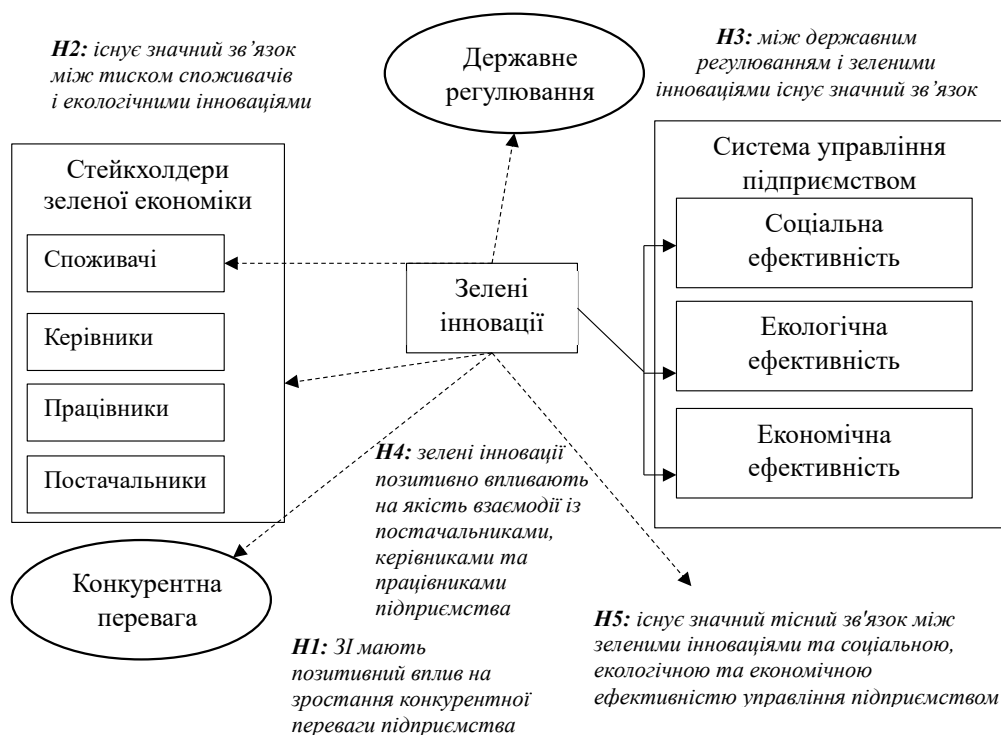 H2: існує значний зв’язок
між тиском споживачів
і екологічними інноваціями
Державне
регулювання
H3: між державним
регулюванням і зеленими
інноваціями існує значний зв’язок
Стейкхолдери
зеленої економіки
Споживачі
Керівники
Працівники
Постачальники
Зелені
інновації
Система управління
підприємством
Соціальна
ефективність
Екологічна
ефективність
Економічна
ефективність
H4: зелені інновації
позитивно впливають
на якість взаємодії із
постачальниками,
керівниками та
працівниками
підприємства
Конкурентна
перевага
H1: ЗІ мають
позитивний вплив на
зростання конкурентної
переваги підприємства
H5: існує значний тісний зв'язок між
зеленими інноваціями та соціальною,
екологічною та економічною
ефективністю управління підприємством